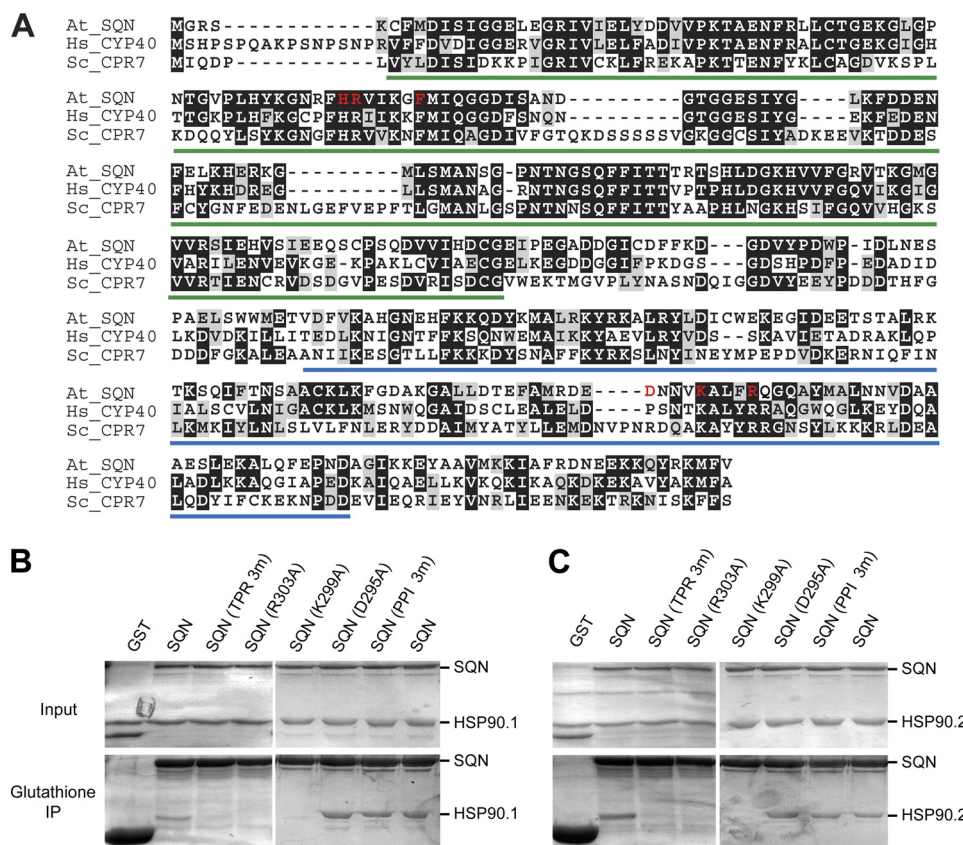 A
At_SQN MGRS-----------KCFMDISIGGELEGRIVIELYDDVVPKTAENFRLLCTGEKGLGP
Hs_CYP40 MSHPSPQAKPSNPSNPRVFFDVDIGGERVGRIVLELFADIVPKTAENFRALCTGEKGIGH
Sc_CPR7 MIQDP----------LVYLDISIDKKPIGRIVCKLFREKAPKTTENFYKLCAGDVKSPL
At_SQN NTGVPLHYKGNRFHRVIKGFMIQGGDISAND---------GTGGESIYG---LKFDDENG
Hs_CYP40 TTGKPLHFKGCPFHRIIKKFMIQGGDFSNQN---------GTGGESIYG---EKFEDENG
Sc_CPR7 KDQQYLSYKGNGFHRVVKNFMIQAGDIVFGTQKDSSSSSVGKGGCSIYADKEEVKTDDES
At_SQN FELKHERKG---------MLSMANSG-PNTNGSQFFITTTRTSHLDGKHVVFGRVTKGMG
Hs_CYP40 FHYKHDREG---------LLSMANAG-RNTNGSQFFITTVPTPHLDGKHVVFGQVIKGIG
Sc_CPR7 FCYGNFEDENLGEFVEPFTLGMANLGSPNTNNSQFFITTYAAPHLNGKHSIFGQVVHGKS
At_SQN VVRSIEHVSIEEQSCPSQDVVIHDCGEIPEGADDGICDFFKD---GDVYPDWP-IDLNES
Hs_CYP40 VARILENVEVKGE-KPAKLCVIAECGELKEGDDGGIFPKDGS---GDSHPDFPEDADID
Sc_CPR7 VVRTIENCRVDSDGVPESDVRISDCGVWEKTMGVPLYNASNDQIGGDVYEEYPDDDTHFG
At_SQN PAELSWWMETVDFVKAHGNEHFKKQDYKMALRKYRKALRYLDICWEKEGIDEETSTALRK
Hs_CYP40 LKDVDKILLITEDLKNIGNTFFKSQNWEMAIKKYAEVLRYVDS--SKAVIETADRAKLQP
Sc_CPR7 DDDFGKALEAANIIKESGTLLFKKKDYSNAFFKYRKSLNYINEYMPEPDVDKERNIQFIN
At_SQN TKSQIFTNSAACKLKFGDAKGALLDTEFAMRDE----DNNVKALFRQGQAYMALNNVDAA
Hs_CYP40 IALSCVLNIGACKLKMSNWQGAIDSCLEALELD----PSNTKALYRRAQGWQGLKEYDQA
Sc_CPR7 LKMKIYLNLSLVLFNLERYDDAIMYATYLLEMDNVPNRDQAKAYYRRGNSYLKKKRLDEA
At_SQN AESLEKALQFEPNDAGIKKEYAAVMKKIAFRDNEEKKQYRKMFV
Hs_CYP40 LADLKKAQGIAPEDKAIQAELLKVKQKIKAQKDKEKAVYAKMFA
Sc_CPR7 LQDYIFCKEKNPDDEVIEQRIEYVNRLIEENKEKTRKNISKFFS
B
GST
SQN
SQN (TPR 3m)
SQN (R303A)
SQN (K299A)
SQN (D295A)
SQN (PPI 3m)
SQN
Input
SQN
HSP90.1
Glutathione
IP
SQN
HSP90.1
C
GST
SQN
SQN (TPR 3m)
SQN (R303A)
SQN (K299A)
SQN (D295A)
SQN (PPI 3m)
SQN
SQN
HSP90.2
SQN
HSP90.2